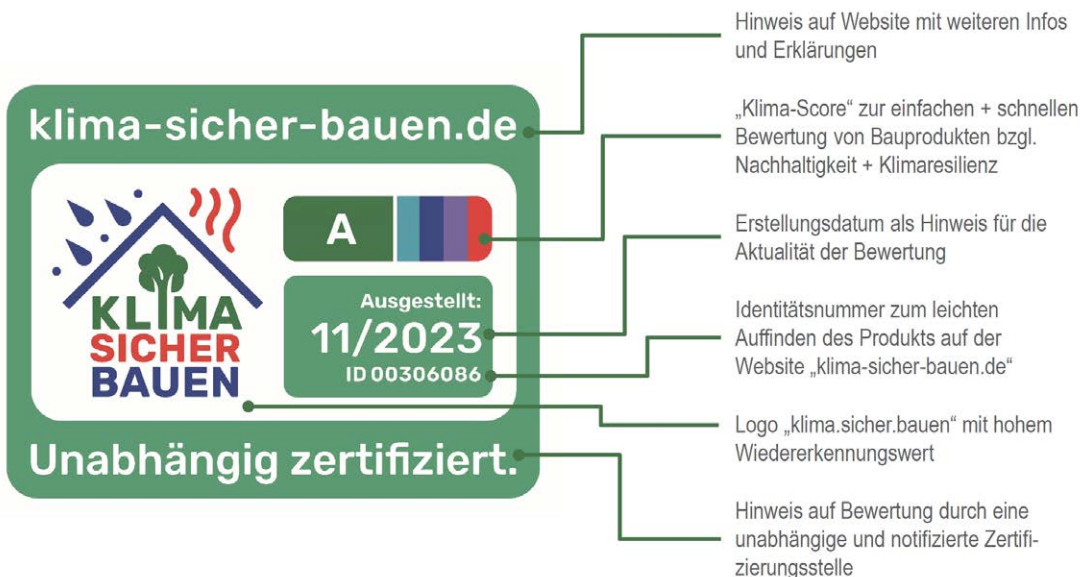 klima-sicher-bauen.de
KLIMA
SICHER
BAUEN
A
Ausgestellt:
11/2023
ID 00306086
Unabhängig zertifiziert.
Hinweis auf Website mit weiteren Infos
und Erklärungen
„Klima-Score“ zur einfachen + schnellen
Bewertung von Bauprodukten bzgl.
Nachhaltigkeit + Klimaresilienz
Erstellungsdatum als Hinweis für die
Aktualität der Bewertung
Identitätsnummer zum leichten
Auffinden des Produkts auf der
Website „klima-sicher-bauen.de“
Logo „klima.sicher.bauen“ mit hohem
Wiedererkennungswert
Hinweis auf Bewertung durch eine
unabhängige und notifizierte Zertifi-
zierungsstelle